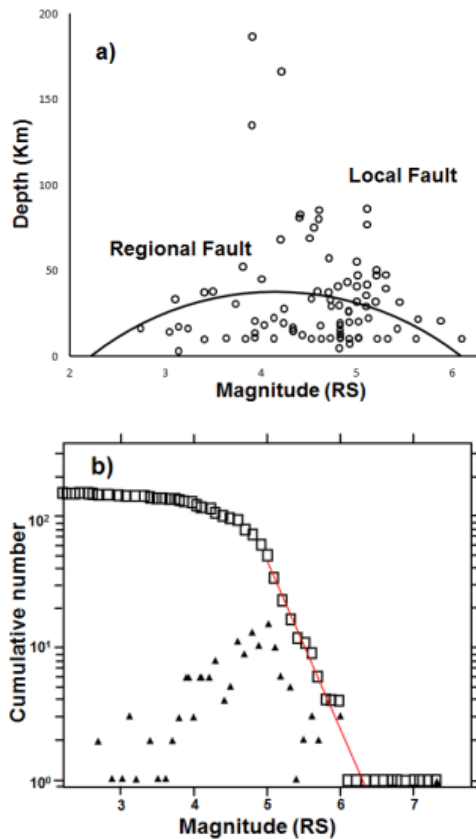 a)
200
150
100
50
0
Depth (Km)
Local Fault
Regional Fault
2 3 4 5 6
Magnitude (RS)
b)
10²
10¹
10⁰
Cumulative number
3 4 5 6 7
Magnitude (RS)